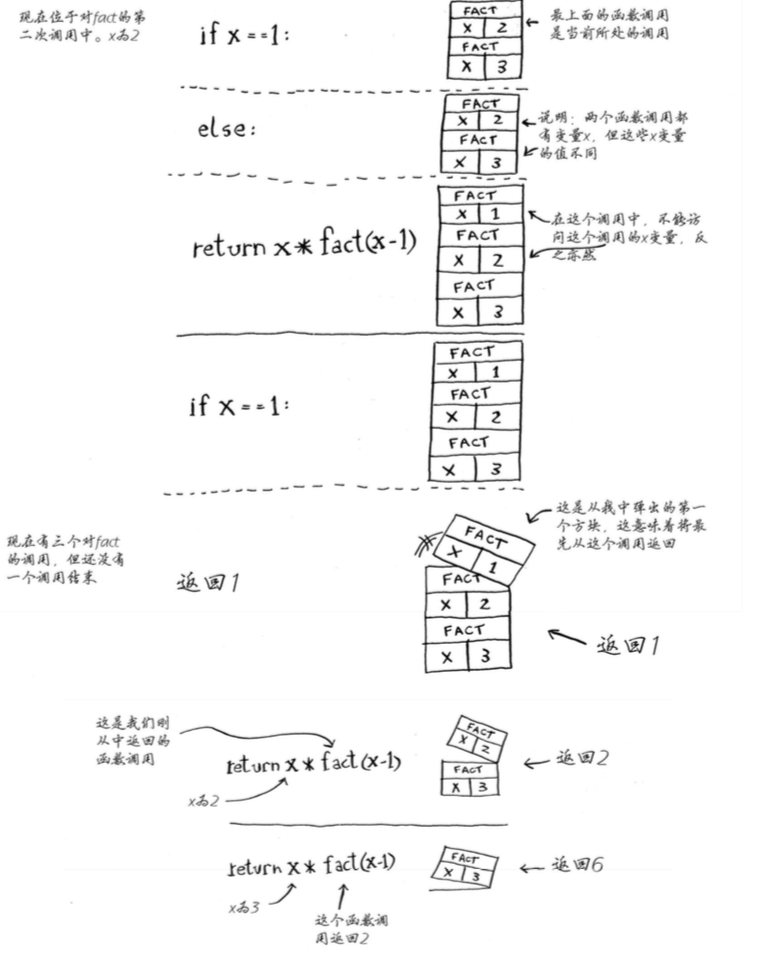 现在位于对fact的第
二次调用中。x为2
if x==1:
FACT
X 2
FACT
X 3
最上面的函数调用
是当前所处的调用
else:
FACT
X 2
FACT
X 3
说明：两个函数调用都
有变量x，但这些x变量
的值不同
return x*fact(x-1)
FACT
X 1
FACT
X 2
FACT
X 3
在这个调用中，不能访
问这个调用的x变量，反
之亦然
if x==1:
FACT
X 1
FACT
X 2
FACT
X 3
现在有三个对fact
的调用，但还没有
一个调用结束
返回1
FACT
X 1
FACT
X 2
FACT
X 3
这是从栈中弹出的第一
个方块，这意味着将最
先从这个调用返回
返回1
这是我们刚
从中返回的
函数调用
return x*fact(x-1)
x为2
FACT
X 2
FACT
X 3
返回2
return x*fact(x-1)
x为3
这个函数调
用返回2
FACT
X 3
返回6